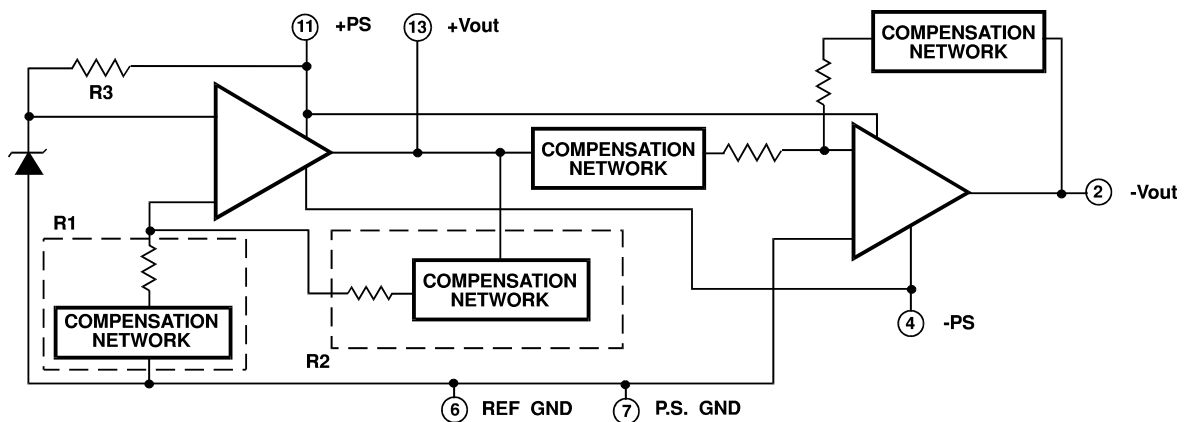 11 +PS
13 +Vout
COMPENSATION
NETWORK
R3
COMPENSATION
NETWORK
2 -Vout
R1
COMPENSATION
NETWORK
COMPENSATION
NETWORK
4 -PS
R2
6 REF GND
7 P.S. GND